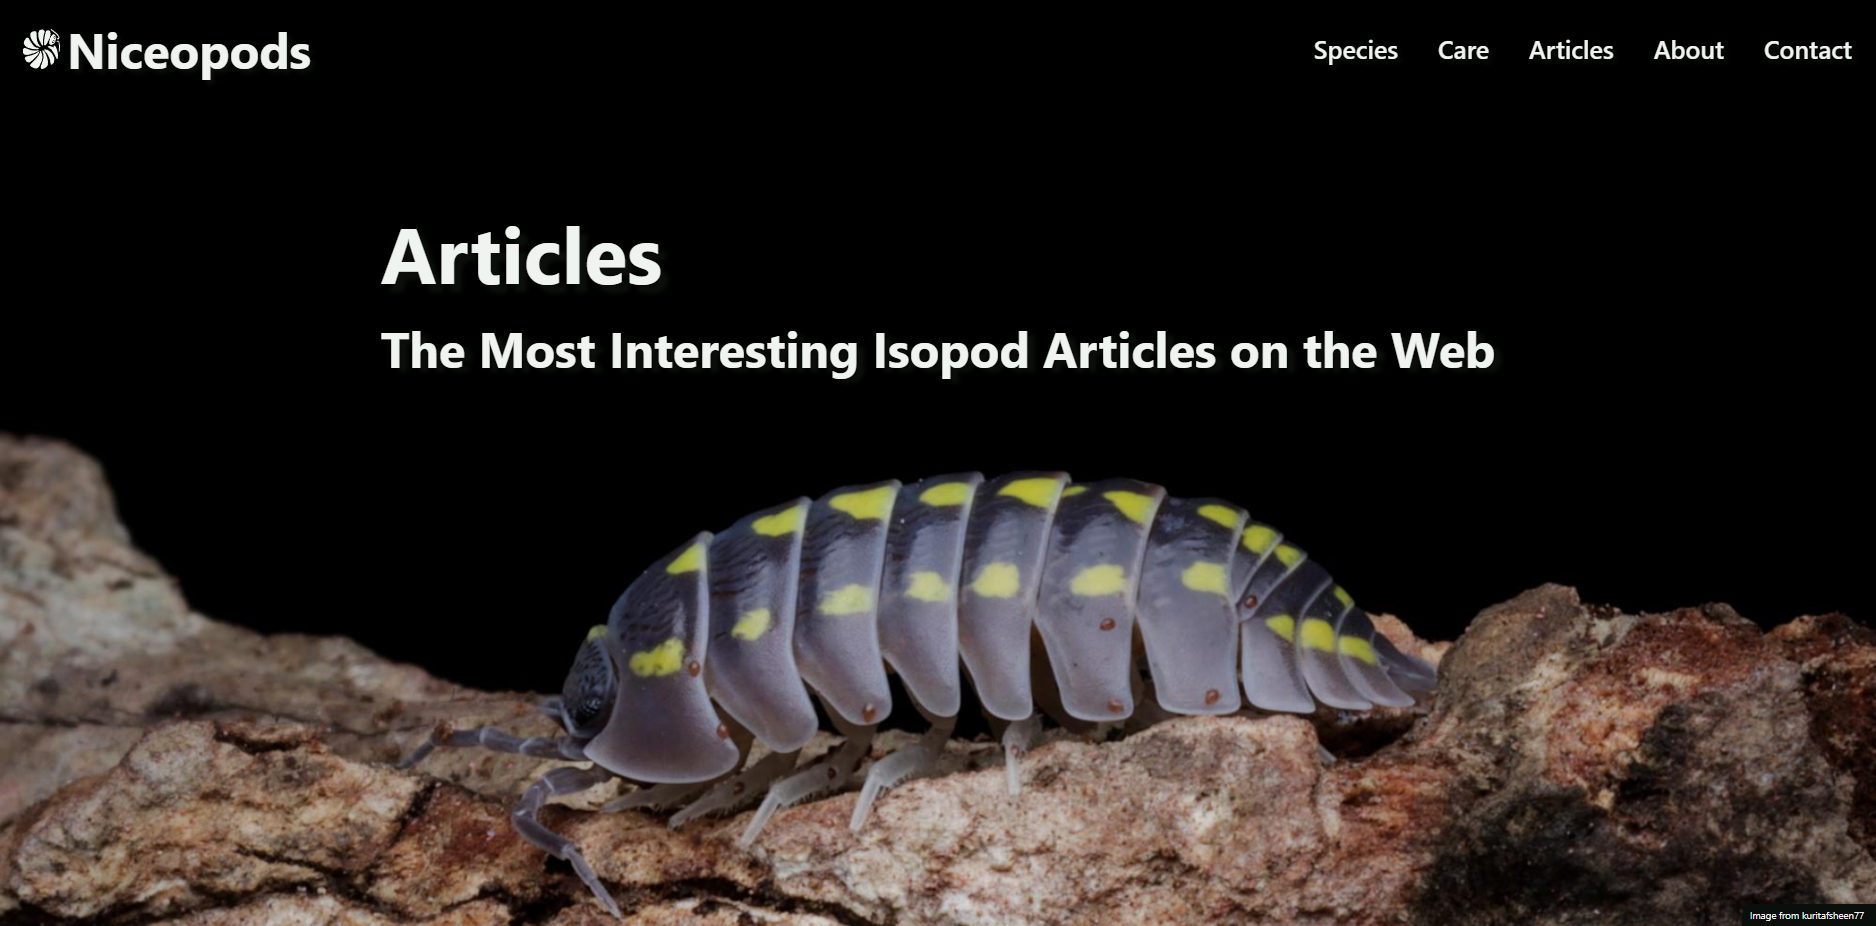 Niceopods
Species Care Articles About Contact
Articles
The Most Interesting Isopod Articles on the Web
Image from kuritafsheen77